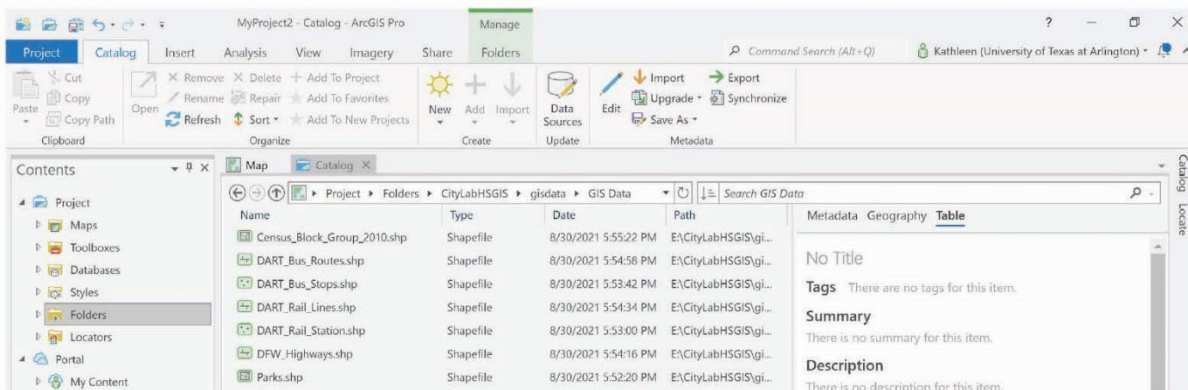 MyProject2 - Catalog - ArcGIS Pro
Manage
?
Project Catalog Insert Analysis View Imagery Share Folders
Command Search (Alt+Q)
Kathleen (University of Texas at Arlington)
Paste
Cut
Copy
Copy Path
Clipboard
Open
Remove Delete Add To Project
Rename Repair Add To Favorites
Refresh Sort Add To New Projects
Organize
New Add Import
Create
Data Sources
Update
Edit
Import Export
Upgrade Synchronize
Save As
Metadata
Contents
Project
Maps
Toolboxes
Databases
Styles
Folders
Locators
Portal
My Content
Map Catalog
Project Folders CityLabHSGIS gisdata GIS Data
Search GIS Data
Name Type Date Path
Census_Block_Group_2010.shp Shapefile 8/30/2021 5:55:22 PM E:\CityLabHSGIS\gi...
DART_Bus_Routes.shp Shapefile 8/30/2021 5:54:58 PM E:\CityLabHSGIS\gi...
DART_Bus_Stops.shp Shapefile 8/30/2021 5:53:42 PM E:\CityLabHSGIS\gi...
DART_Rail_Lines.shp Shapefile 8/30/2021 5:54:34 PM E:\CityLabHSGIS\gi...
DART_Rail_Station.shp Shapefile 8/30/2021 5:53:00 PM E:\CityLabHSGIS\gi...
DFW_Highways.shp Shapefile 8/30/2021 5:54:16 PM E:\CityLabHSGIS\gi...
Parks.shp Shapefile 8/30/2021 5:52:20 PM E:\CityLabHSGIS\gi...
Metadata Geography Table
No Title
Tags There are no tags for this item.
Summary
There is no summary for this item.
Description
There is no description for this item.
Catalog
Locate